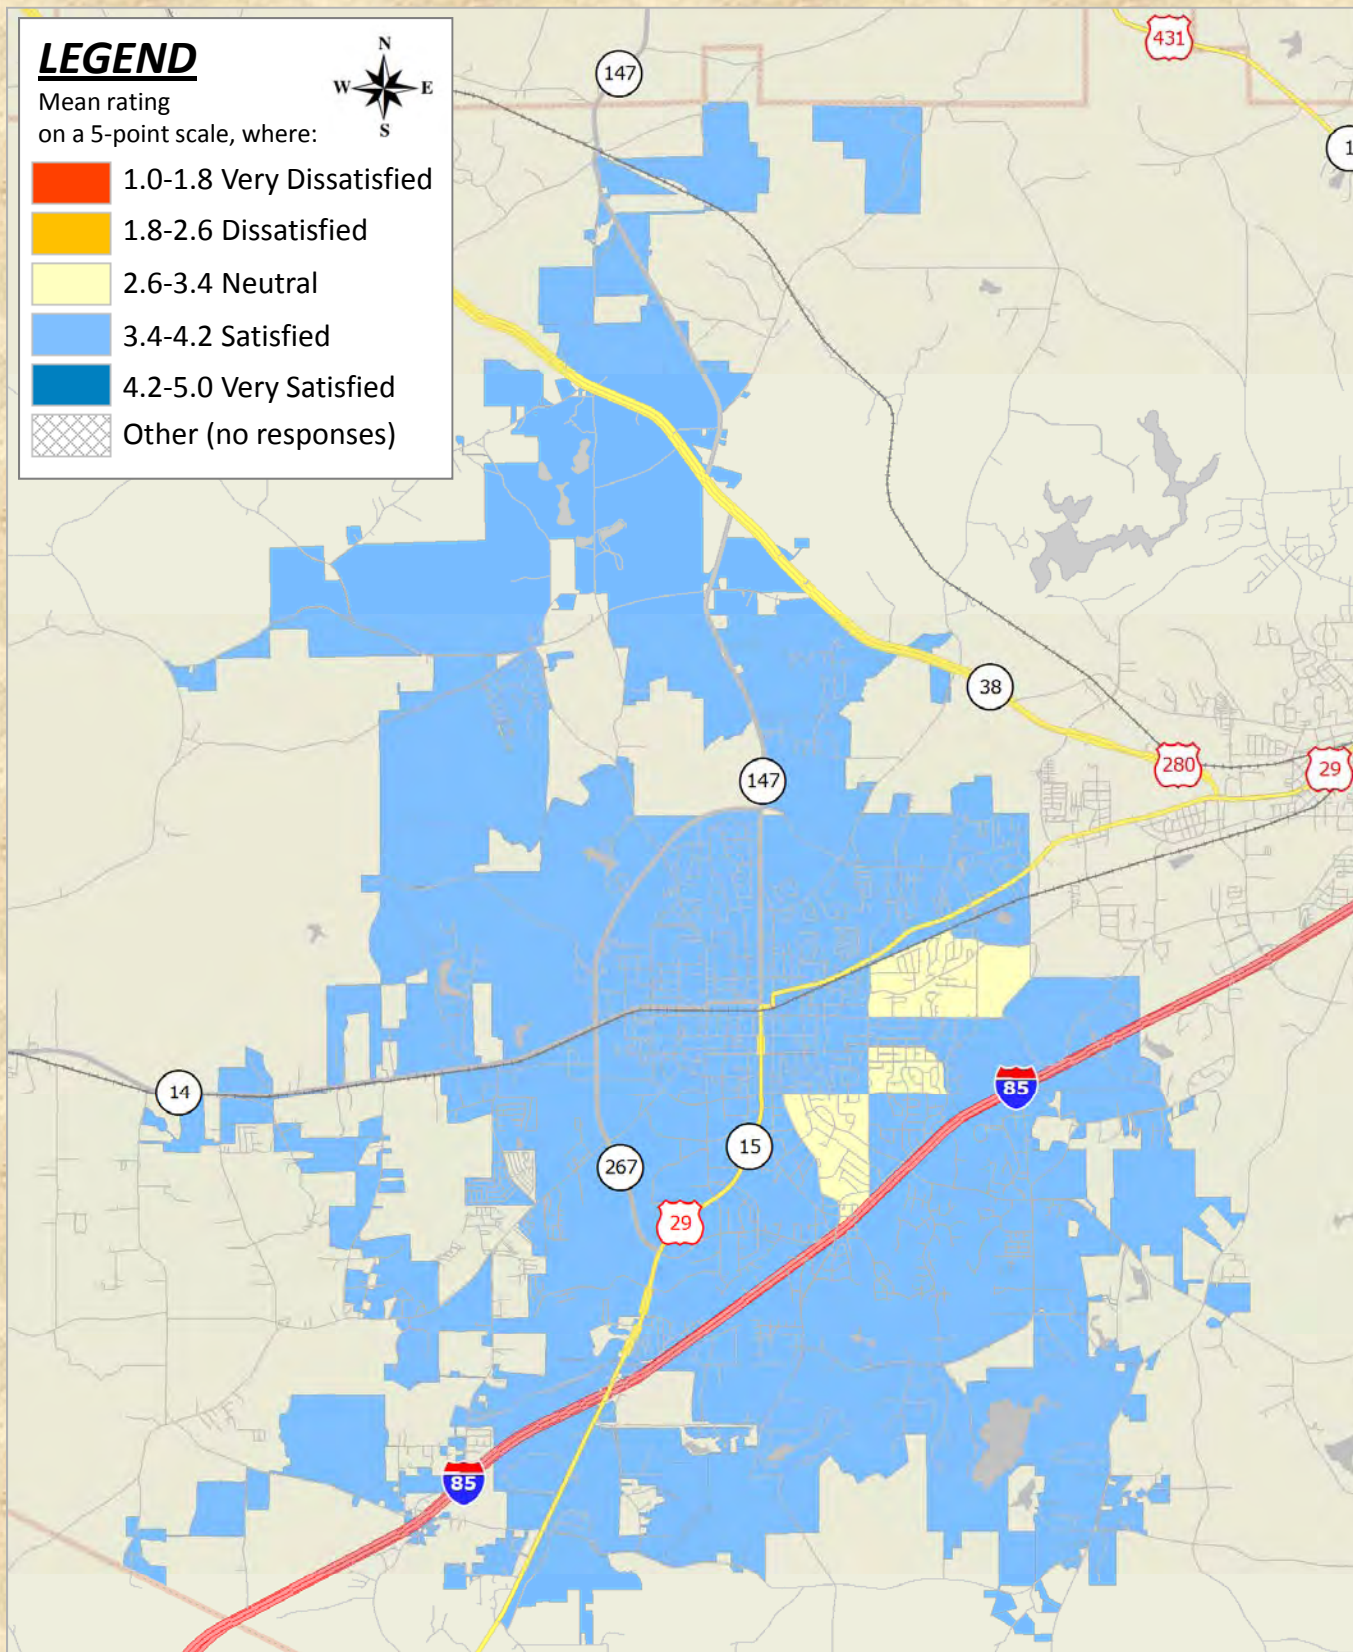 LEGEND
Mean rating
on a 5-point scale, where:
N
W E
S
1.0-1.8 Very Dissatisfied
1.8-2.6 Dissatisfied
2.6-3.4 Neutral
3.4-4.2 Satisfied
4.2-5.0 Very Satisfied
Other (no responses)
147
431
1
38
280
29
147
14
85
15
267
29
85